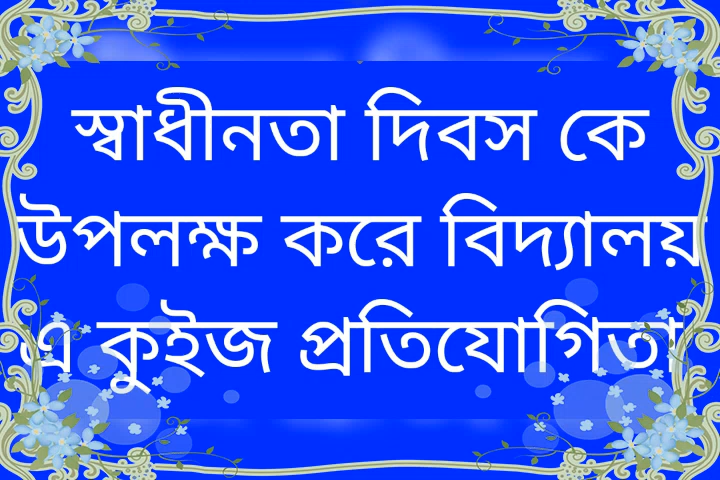 স্বাধীনতা দিবস কে
উপলক্ষ করে বিদ্যালয়
এ কুইজ প্রতিযোগিতা